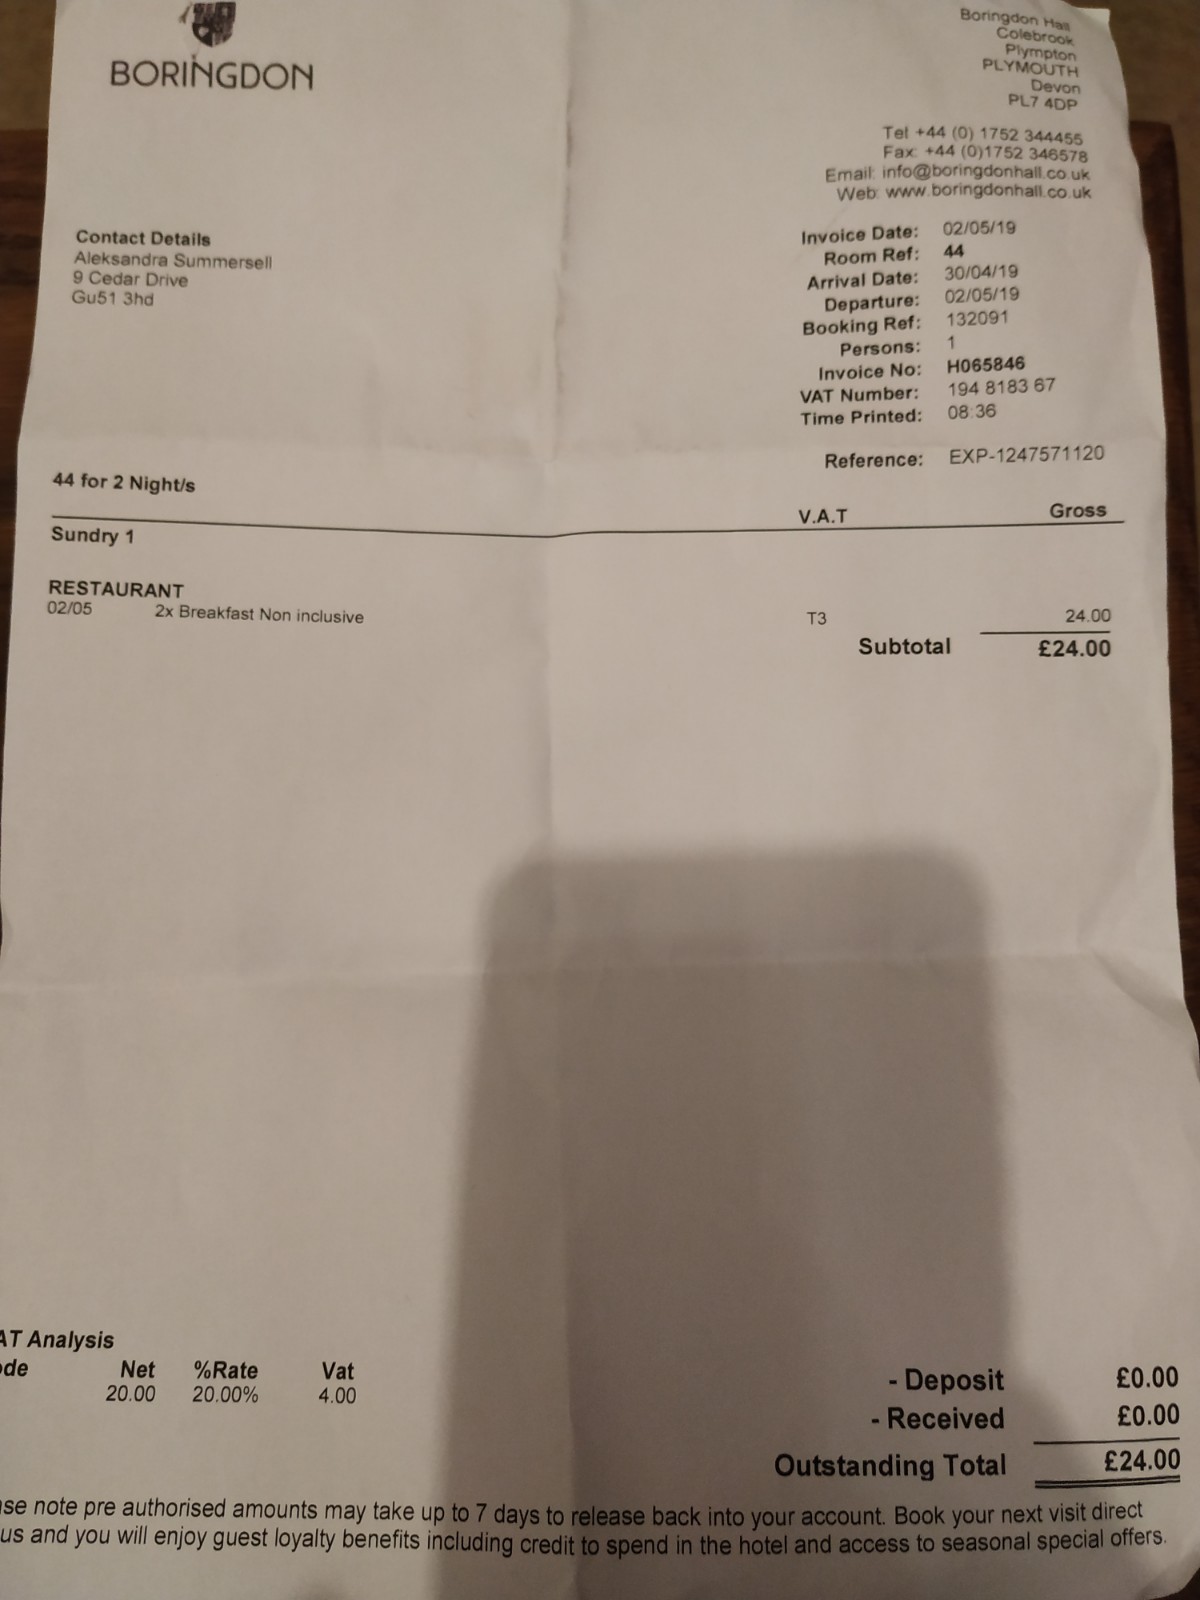 BORINGDON
Boringdon Hall
Colebrook
Plympton
PLYMOUTH
Devon
PL7 4DP
Tel +44 (0) 1752 344455
Fax: +44 (0)1752 346578
Email: info@boringdonhall.co.uk
Web: www.boringdonhall.co.uk
Contact Details
Aleksandra Summersell
9 Cedar Drive
Gu51 3hd
Invoice Date: 02/05/19
Room Ref: 44
Arrival Date: 30/04/19
Departure: 02/05/19
Booking Ref: 132091
Persons: 1
Invoice No: H065846
VAT Number: 194 8183 67
Time Printed: 08:36
Reference: EXP-1247571120
44 for 2 Night/s
V.A.T Gross
Sundry 1
RESTAURANT
02/05 2x Breakfast Non inclusive T3 24.00
Subtotal £24.00
AT Analysis
ode Net %Rate Vat
20.00 20.00% 4.00
- Deposit £0.00
- Received £0.00
Outstanding Total £24.00
ase note pre authorised amounts may take up to 7 days to release back into your account. Book your next visit direct
us and you will enjoy guest loyalty benefits including credit to spend in the hotel and access to seasonal special offers.